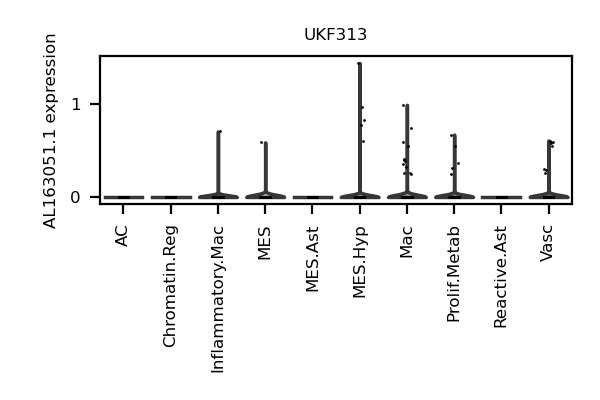 UKF313
AL163051.1 expression
1
0
AC
Chromatin.Reg
Inflammatory.Mac
MES
MES.Ast
MES.Hyp
Mac
Prolif.Metab
Reactive.Ast
Vasc